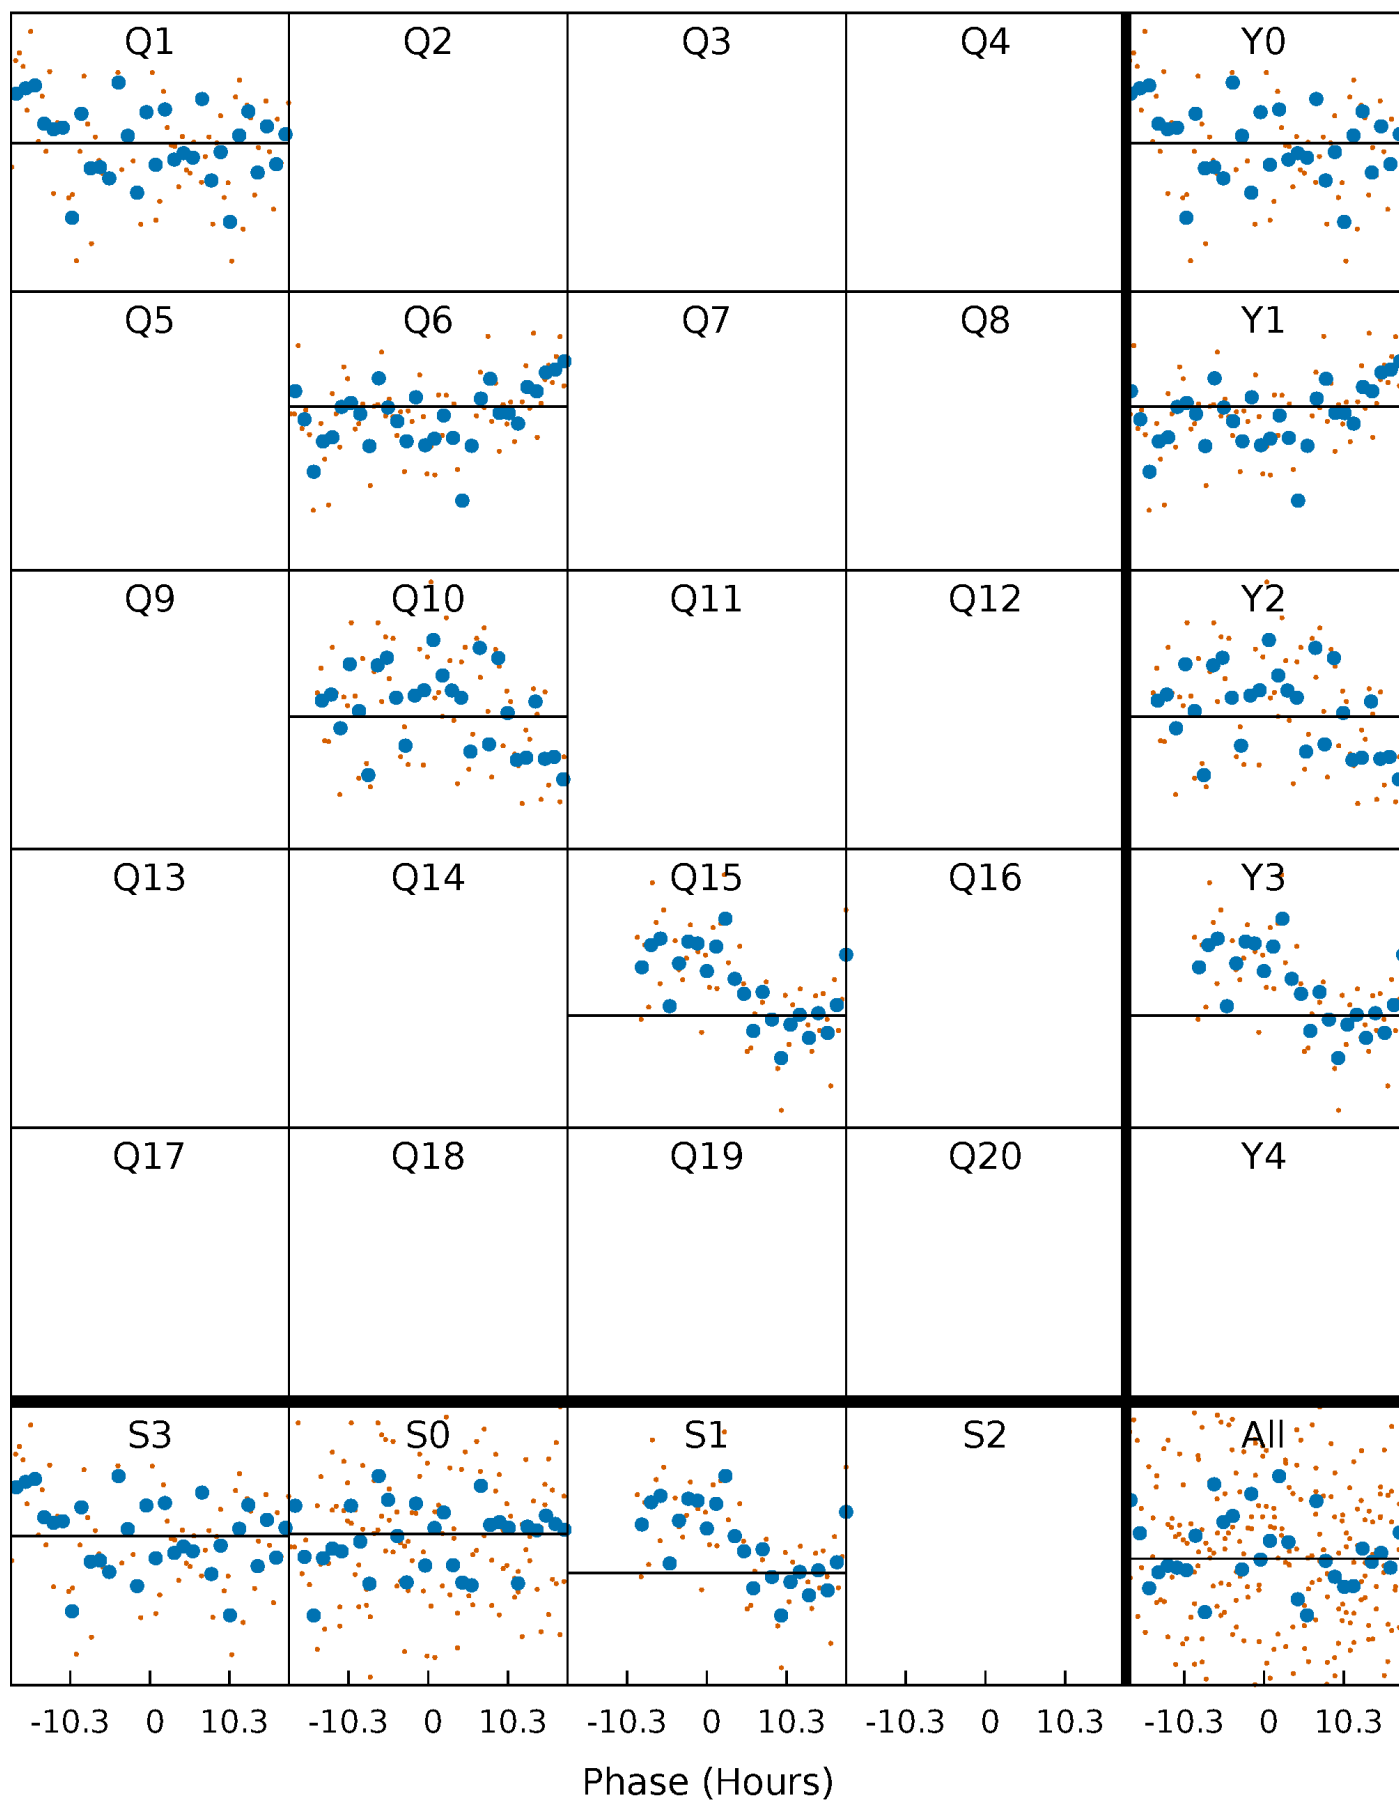 Q1 Q2 Q3 Q4 Y0
Q5 Q6 Q7 Q8 Y1
Q9 Q10 Q11 Q12 Y2
Q13 Q14 Q15 Q16 Y3
Q17 Q18 Q19 Q20 Y4
S3 S0 S1 S2 All
-10.3 0 10.3 -10.3 0 10.3 -10.3 0 10.3 -10.3 0 10.3 -10.3 0 10.3
Phase (Hours)